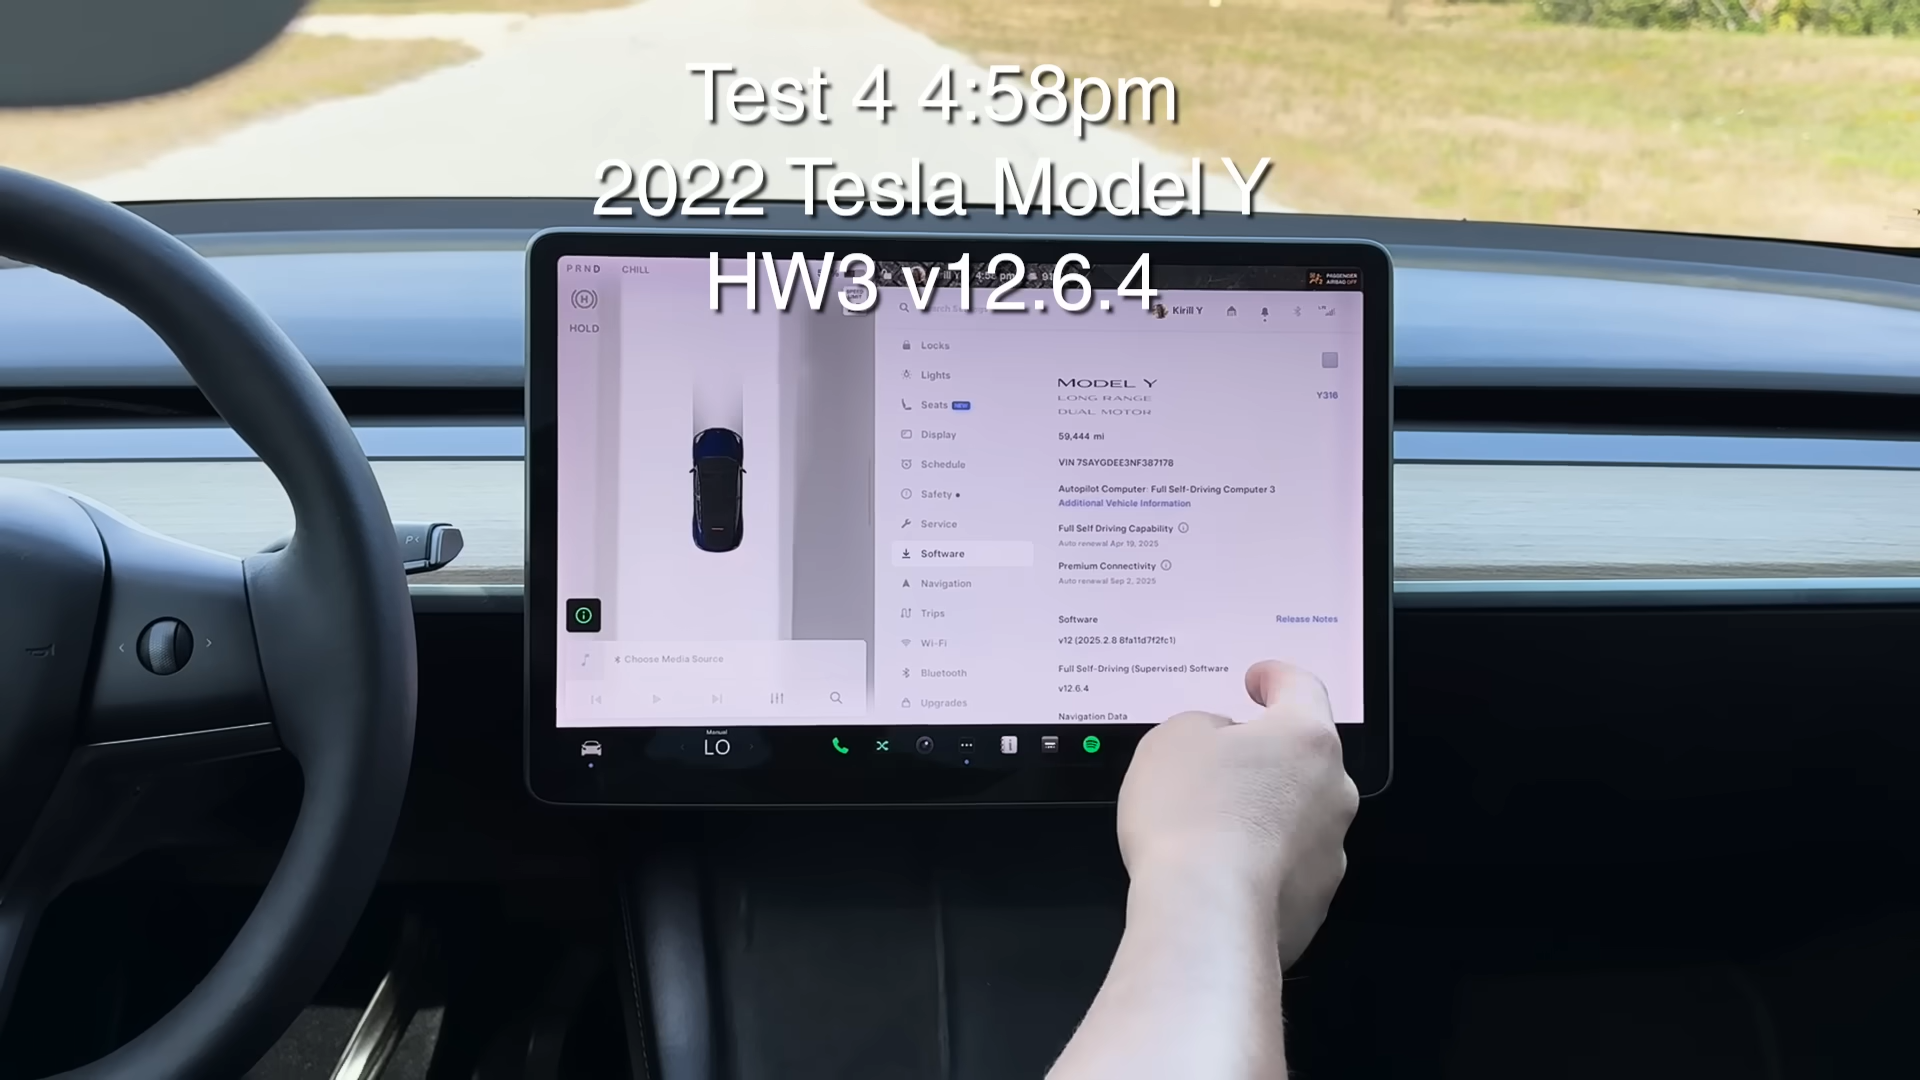 Test 4 4:58pm
2022 Tesla Model Y
HW3 v12.6.4
PRND
CHILL
HOLD
PASSENGER
AIRBAG OFF
Kirill Y
Locks
Lights
Seats NEW
Display
Schedule
Safety
Service
Software
Navigation
Trips
Wi-Fi
Bluetooth
Upgrades
MODEL Y
LONG RANGE
DUAL MOTOR
Y316
59,444 mi
VIN 7SAYGDEE3NF387178
Autopilot Computer: Full Self-Driving Computer 3
Additional Vehicle Information
Full Self Driving Capability
Auto renewal Apr 19, 2025
Premium Connectivity
Auto renewal Sep 2, 2025
Software
Release Notes
v12 (2025.2.8 8fa11d7f2fc1)
Full Self-Driving (Supervised) Software
v12.6.4
Navigation Data
Choose Media Source
Manual
LO
P